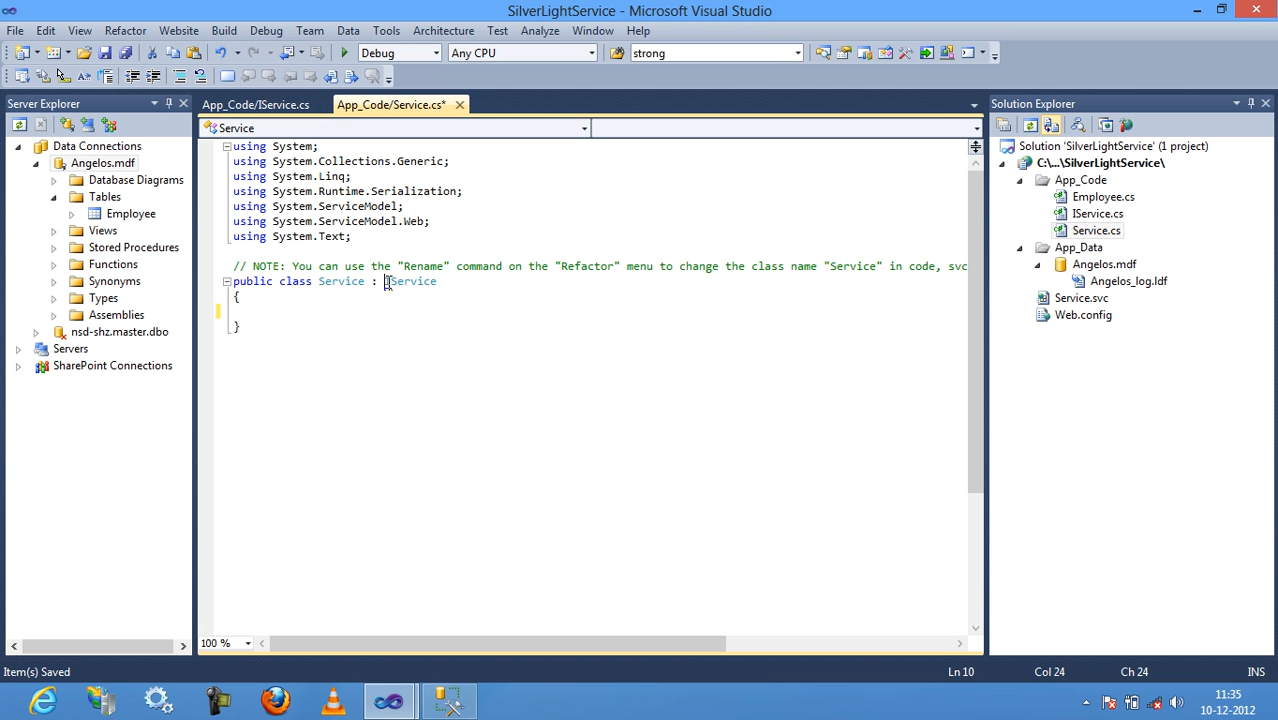 SilverLightService - Microsoft Visual Studio
File Edit View Refactor Website Build Debug Team Data Tools Architecture Test Analyze Window Help
Debug Any CPU strong
Server Explorer
Data Connections
Angelos.mdf
Database Diagrams
Tables
Employee
Views
Stored Procedures
Functions
Synonyms
Types
Assemblies
nsd-shz.master.dbo
Servers
SharePoint Connections
App_Code/IService.cs App_Code/Service.cs*
Service
using System;
using System.Collections.Generic;
using System.Linq;
using System.Runtime.Serialization;
using System.ServiceModel;
using System.ServiceModel.Web;
using System.Text;
// NOTE: You can use the "Rename" command on the "Refactor" menu to change the class name "Service" in code, svc
public class Service : IService
{
}
100 %
Solution Explorer
Solution 'SilverLightService' (1 project)
C:\...\SilverLightService\
App_Code
Employee.cs
IService.cs
Service.cs
App_Data
Angelos.mdf
Angelos_log.ldf
Service.svc
Web.config
Item(s) Saved Ln 10 Col 24 Ch 24 INS
11:35
10-12-2012